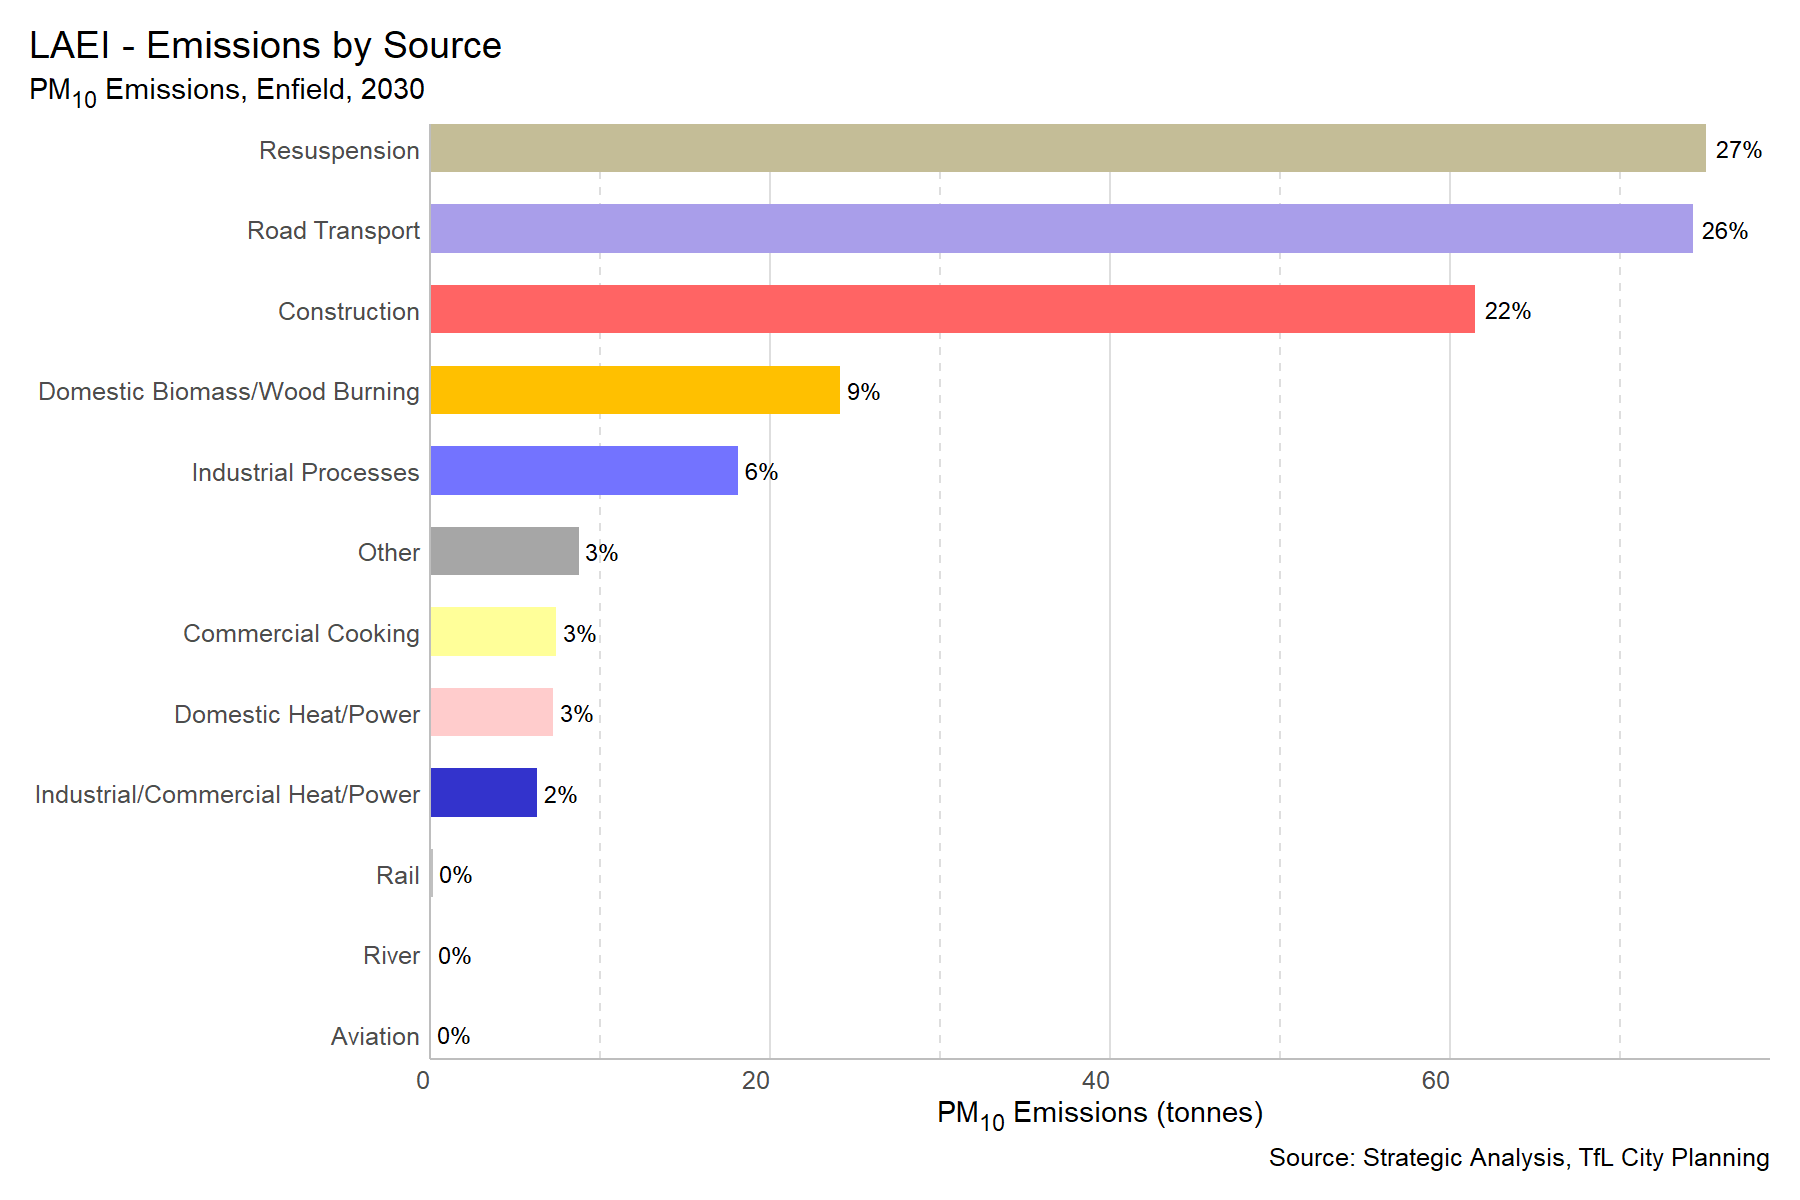 LAEI - Emissions by Source
PM10 Emissions, Enfield, 2030
Resuspension 27%
Road Transport 26%
Construction 22%
Domestic Biomass/Wood Burning 9%
Industrial Processes 6%
Other 3%
Commercial Cooking 3%
Domestic Heat/Power 3%
Industrial/Commercial Heat/Power 2%
Rail 0%
River 0%
Aviation 0%
0 20 40 60
PM10 Emissions (tonnes)
Source: Strategic Analysis, TfL City Planning